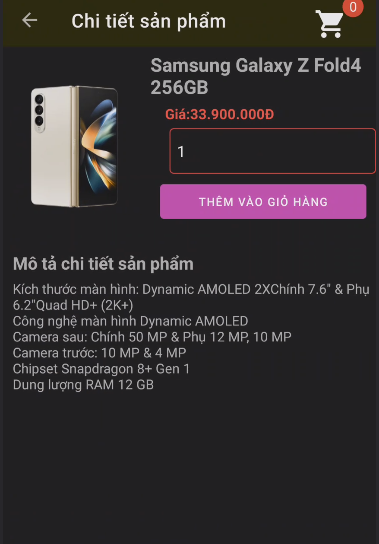 Chi tiết sản phẩm
0
Samsung Galaxy Z Fold4
256GB
Giá:33.900.000Đ
1
THÊM VÀO GIỎ HÀNG
Mô tả chi tiết sản phẩm
Kích thước màn hình: Dynamic AMOLED 2XChính 7.6" & Phụ
6.2"Quad HD+ (2K+)
Công nghệ màn hình Dynamic AMOLED
Camera sau: Chính 50 MP & Phụ 12 MP, 10 MP
Camera trước: 10 MP & 4 MP
Chipset Snapdragon 8+ Gen 1
Dung lượng RAM 12 GB